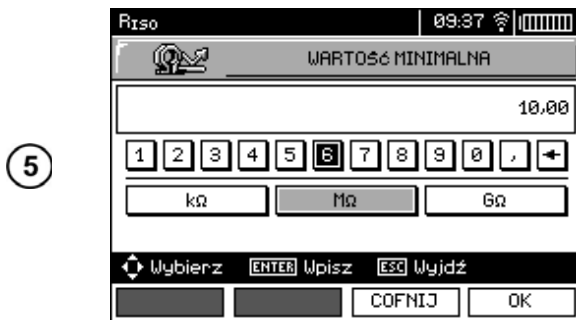 RISO 09:37
WARTOŚĆ MINIMALNA
10,00
5
1 2 3 4 5 6 7 8 9 0 , ←
kΩ MΩ GΩ
Wybierz ENTER Wpisz ESC Wyjdź
COFNIJ OK